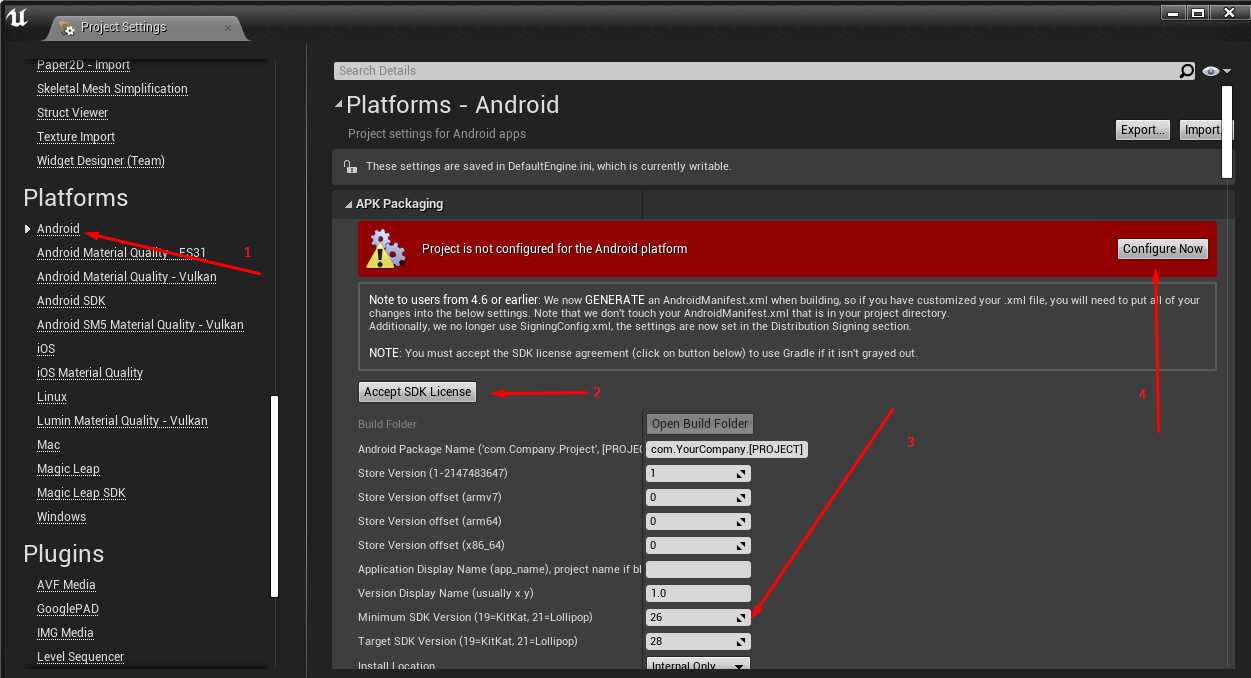 Project Settings
Paper2D - Import
Skeletal Mesh Simplification
Struct Viewer
Texture Import
Widget Designer (Team)
Platforms
Android
Android Material Quality - ES31
Android Material Quality - Vulkan
Android SDK
Android SM5 Material Quality - Vulkan
iOS
iOS Material Quality
Linux
Lumin Material Quality - Vulkan
Mac
Magic Leap
Magic Leap SDK
Windows
Plugins
AVF Media
GooglePAD
IMG Media
Level Sequencer
1
Search Details
Platforms - Android
Project settings for Android apps
Export...
Import.
These settings are saved in DefaultEngine.ini, which is currently writable.
APK Packaging
Project is not configured for the Android platform
Configure Now
Note to users from 4.6 or earlier: We now GENERATE an AndroidManifest.xml when building, so if you have customized your .xml file, you will need to put all of your
changes into the below settings. Note that we don't touch your AndroidManifest.xml that is in your project directory.
Additionally, we no longer use SigningConfig.xml, the settings are now set in the Distribution Signing section.
NOTE: You must accept the SDK license agreement (click on button below) to use Gradle if it isn't grayed out.
Accept SDK License
2
4
3
Build Folder
Open Build Folder
Android Package Name ('com.Company.Project', [PROJEC
com.YourCompany.[PROJECT]
Store Version (1-2147483647)
1
Store Version offset (armv7)
0
Store Version offset (arm64)
0
Store Version offset (x86_64)
0
Application Display Name (app_name), project name if bl
Version Display Name (usually x.y)
1.0
Minimum SDK Version (19=KitKat, 21=Lollipop)
26
Target SDK Version (19=KitKat, 21=Lollipop)
28
Install Location
Internal Only